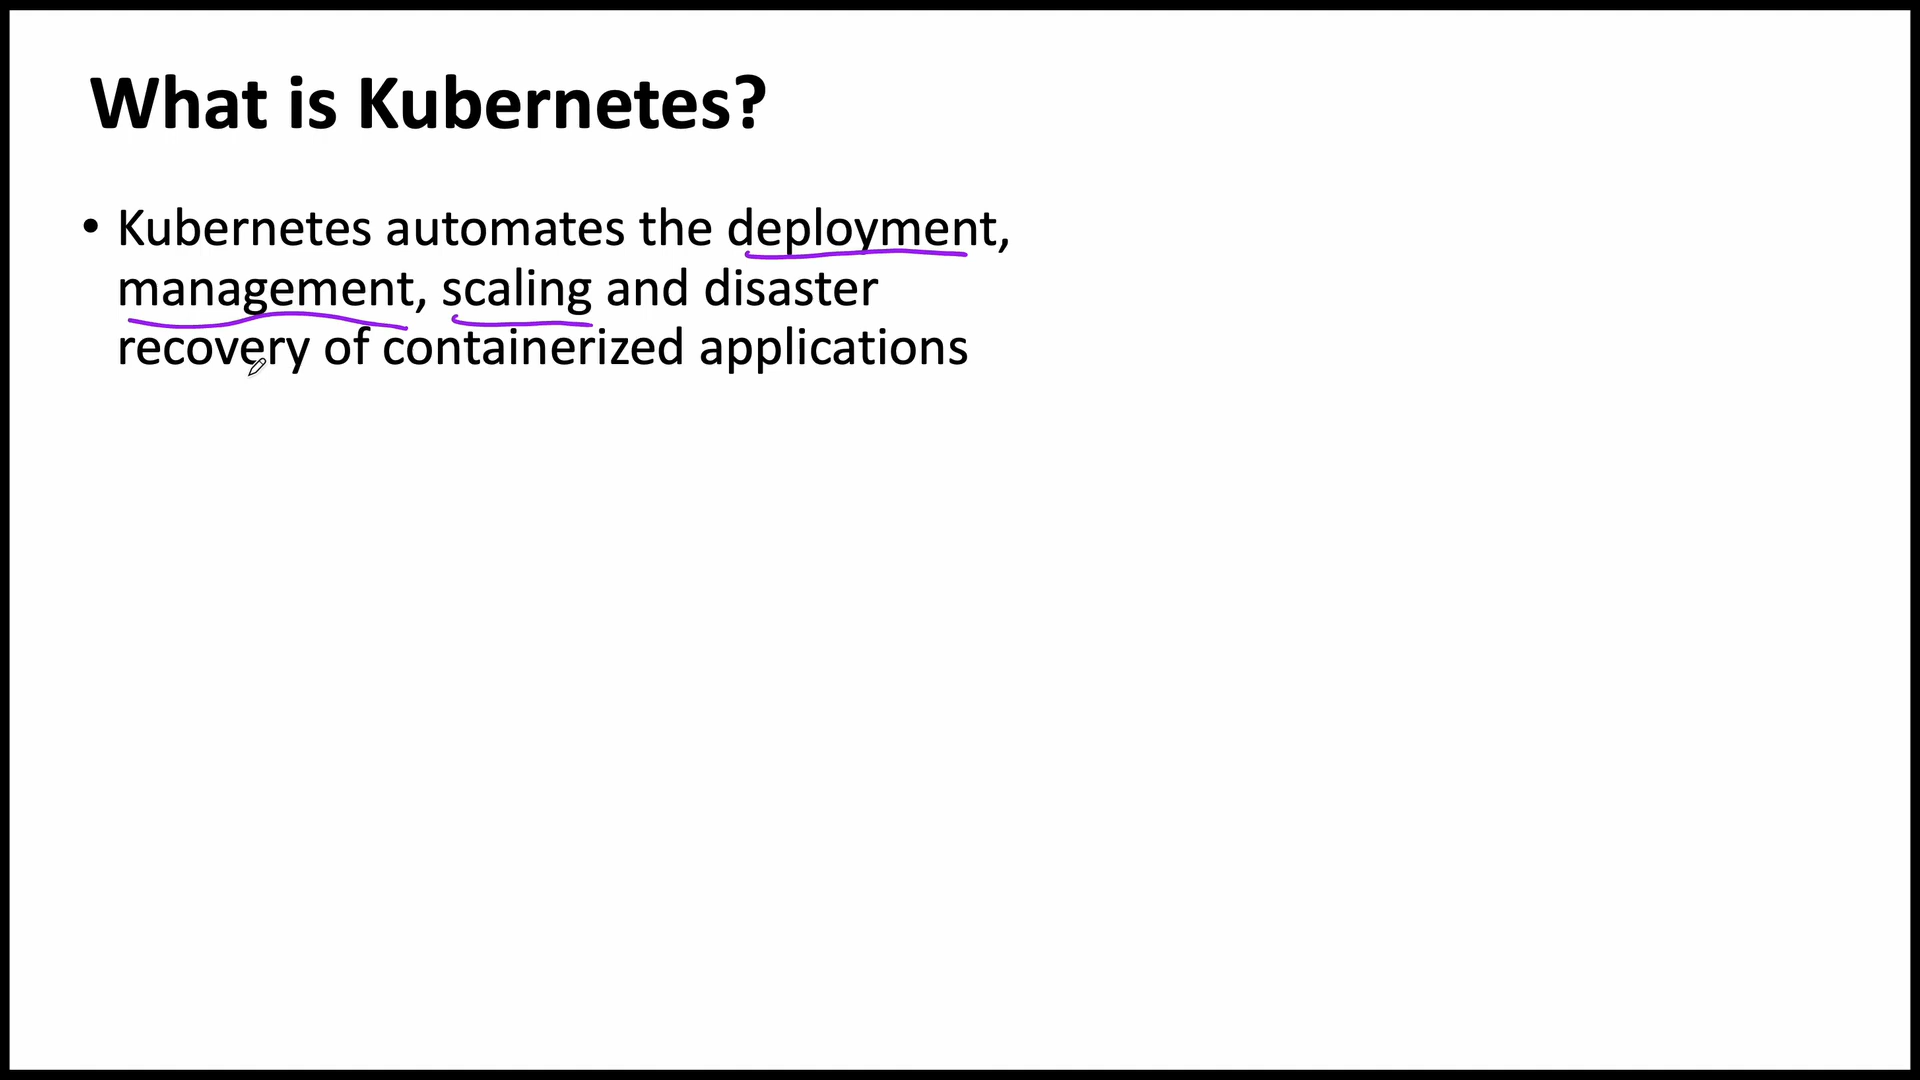 What is Kubernetes?
• Kubernetes automates the deployment,
management, scaling and disaster
recovery of containerized applications